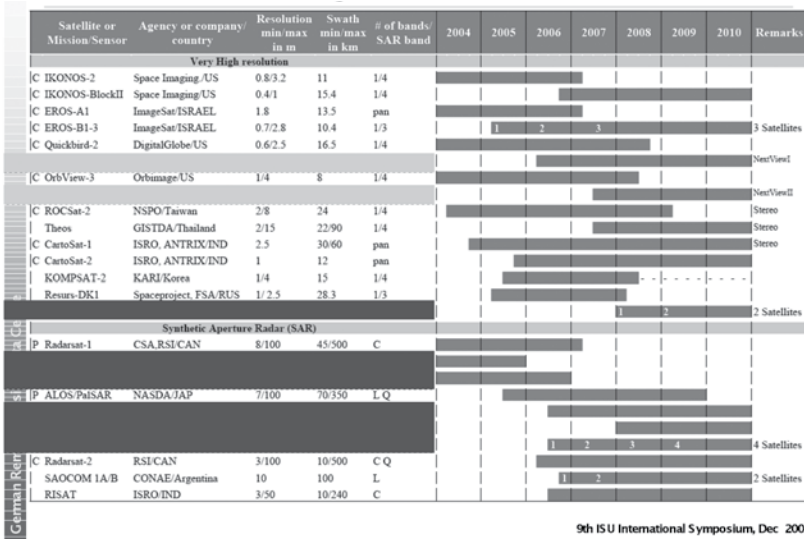 Satellite or Mission/Sensor Agency or company/ country Resolution min/max in m Swath min/max in km # of bands/ SAR band 2004 2005 2006 2007 2008 2009 2010 Remarks
Very High resolution
C IKONOS-2 Space Imaging./US 0.8/3.2 11 1/4
C IKONOS-BlockII Space Imaging/US 0.4/1 15.4 1/4
C EROS-A1 ImageSat/ISRAEL 1.8 13.5 pan
C EROS-B1-3 ImageSat/ISRAEL 0.7/2.8 10.4 1/3 1 2 3 3 Satellites
C Quickbird-2 DigitalGlobe/US 0.6/2.5 16.5 1/4
NextViewI
C OrbView-3 Orbimage/US 1/4 8 1/4
NextViewII
C ROCSat-2 NSPO/Taiwan 2/8 24 1/4 Stereo
Theos GISTDA/Thailand 2/15 22/90 1/4 Stereo
C CartoSat-1 ISRO, ANTRIX/IND 2.5 30/60 pan Stereo
C CartoSat-2 ISRO, ANTRIX/IND 1 12 pan
KOMPSAT-2 KARI/Korea 1/4 15 1/4
Resurs-DK1 Spaceproject, FSA/RUS 1/ 2.5 28.3 1/3
1 2 2 Satellites
Synthetic Aperture Radar (SAR)
P Radarsat-1 CSA,RSI/CAN 8/100 45/500 C
P ALOS/PalSAR NASDA/JAP 7/100 70/350 L Q
1 2 3 4 4 Satellites
C Radarsat-2 RSI/CAN 3/100 10/500 C Q
SAOCOM 1A/B CONAE/Argentina 10 100 L 1 2 2 Satellites
RISAT ISRO/IND 3/50 10/240 C
German Rem
9th ISU International Symposium, Dec 200